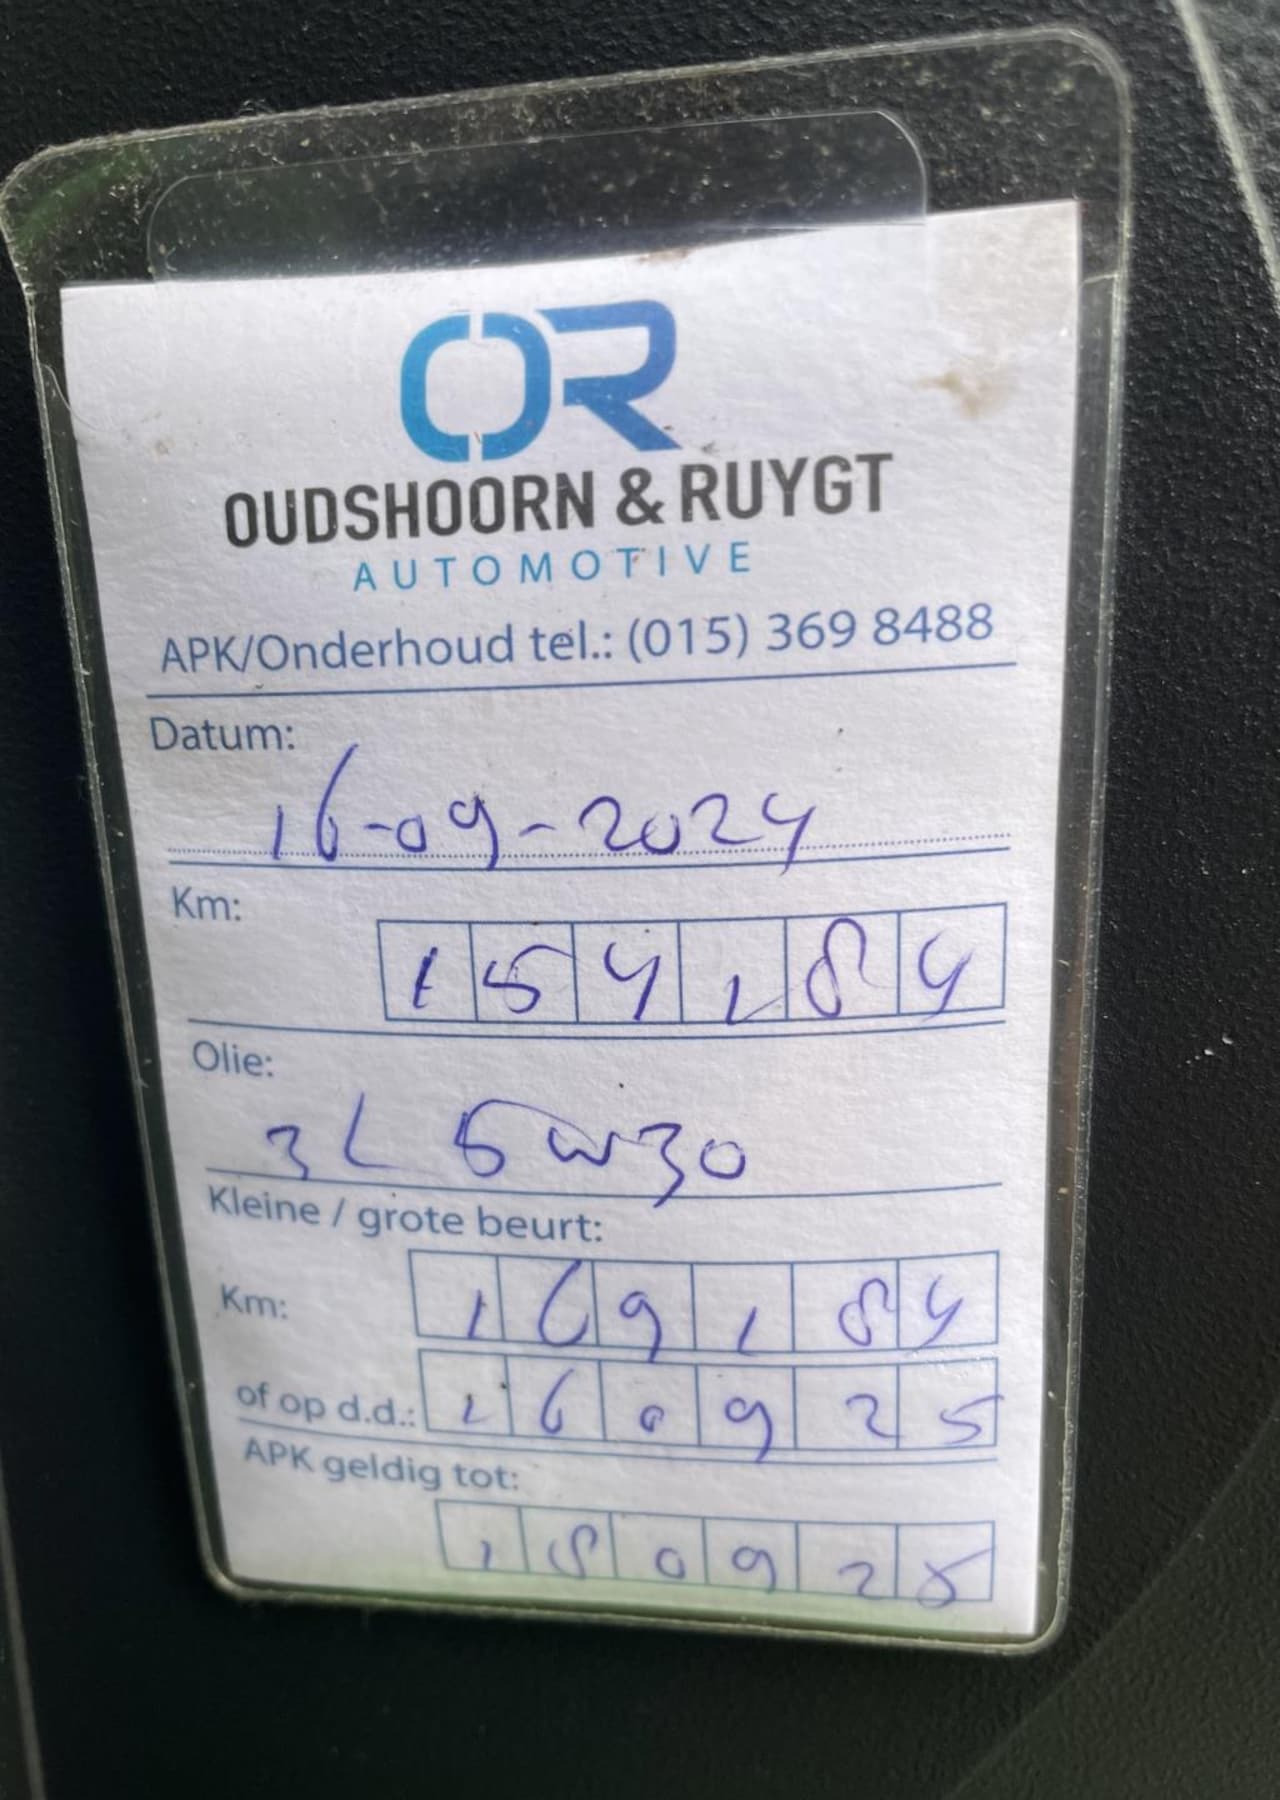 OR
OUDSHOORN & RUYGT
AUTOMOTIVE
APK/Onderhoud tel.: (015) 369 8488
Datum:
16-09-2024
Km:
154184
Olie:
3L 5W30
Kleine / grote beurt:
Km: 169184
of op d.d.: 160925
APK geldig tot:
180925